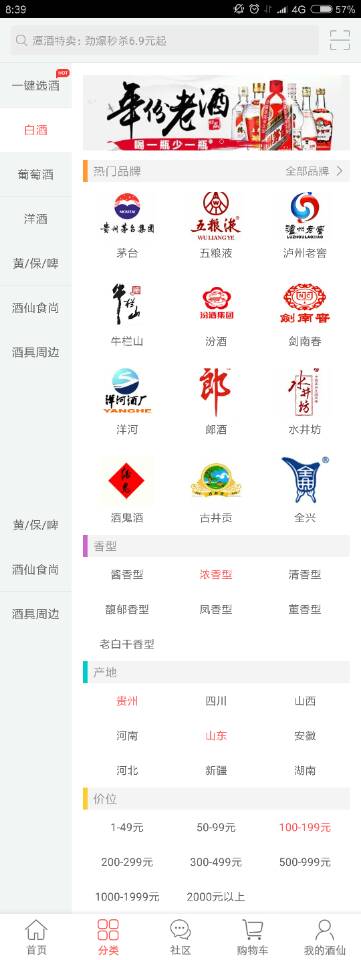 8:39
4G 57%
潭酒特卖：劲爆秒杀6.9元起
一键选酒
HOT
白酒
葡萄酒
洋酒
黄/保/啤
酒仙食尚
酒具周边
黄/保/啤
酒仙食尚
酒具周边
年份老酒
喝一瓶少一瓶
热门品牌 全部品牌
MOUTAI
贵州茅台集团
茅台
五粮液
WULIANGYE
五粮液
泸州老窖
泸州老窖
牛栏山
牛栏山
汾酒集团
汾酒
剑南春
剑南春
洋河酒厂
YANGHE
洋河
郎
郎酒
水井坊
水井坊
酒鬼
酒鬼酒
古井贡
全兴
香型
酱香型 浓香型 清香型
馥郁香型 凤香型 董香型
老白干香型
产地
贵州 四川 山西
河南 山东 安徽
河北 新疆 湖南
价位
1-49元 50-99元 100-199元
200-299元 300-499元 500-999元
1000-1999元 2000元以上
首页 分类 社区 购物车 我的酒仙